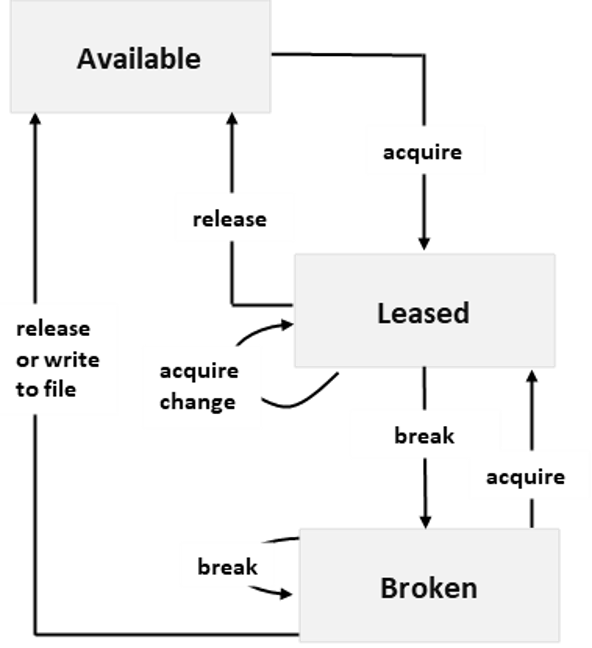 Available
acquire
release
Leased
release
or write
to file
acquire
change
break
acquire
break
Broken